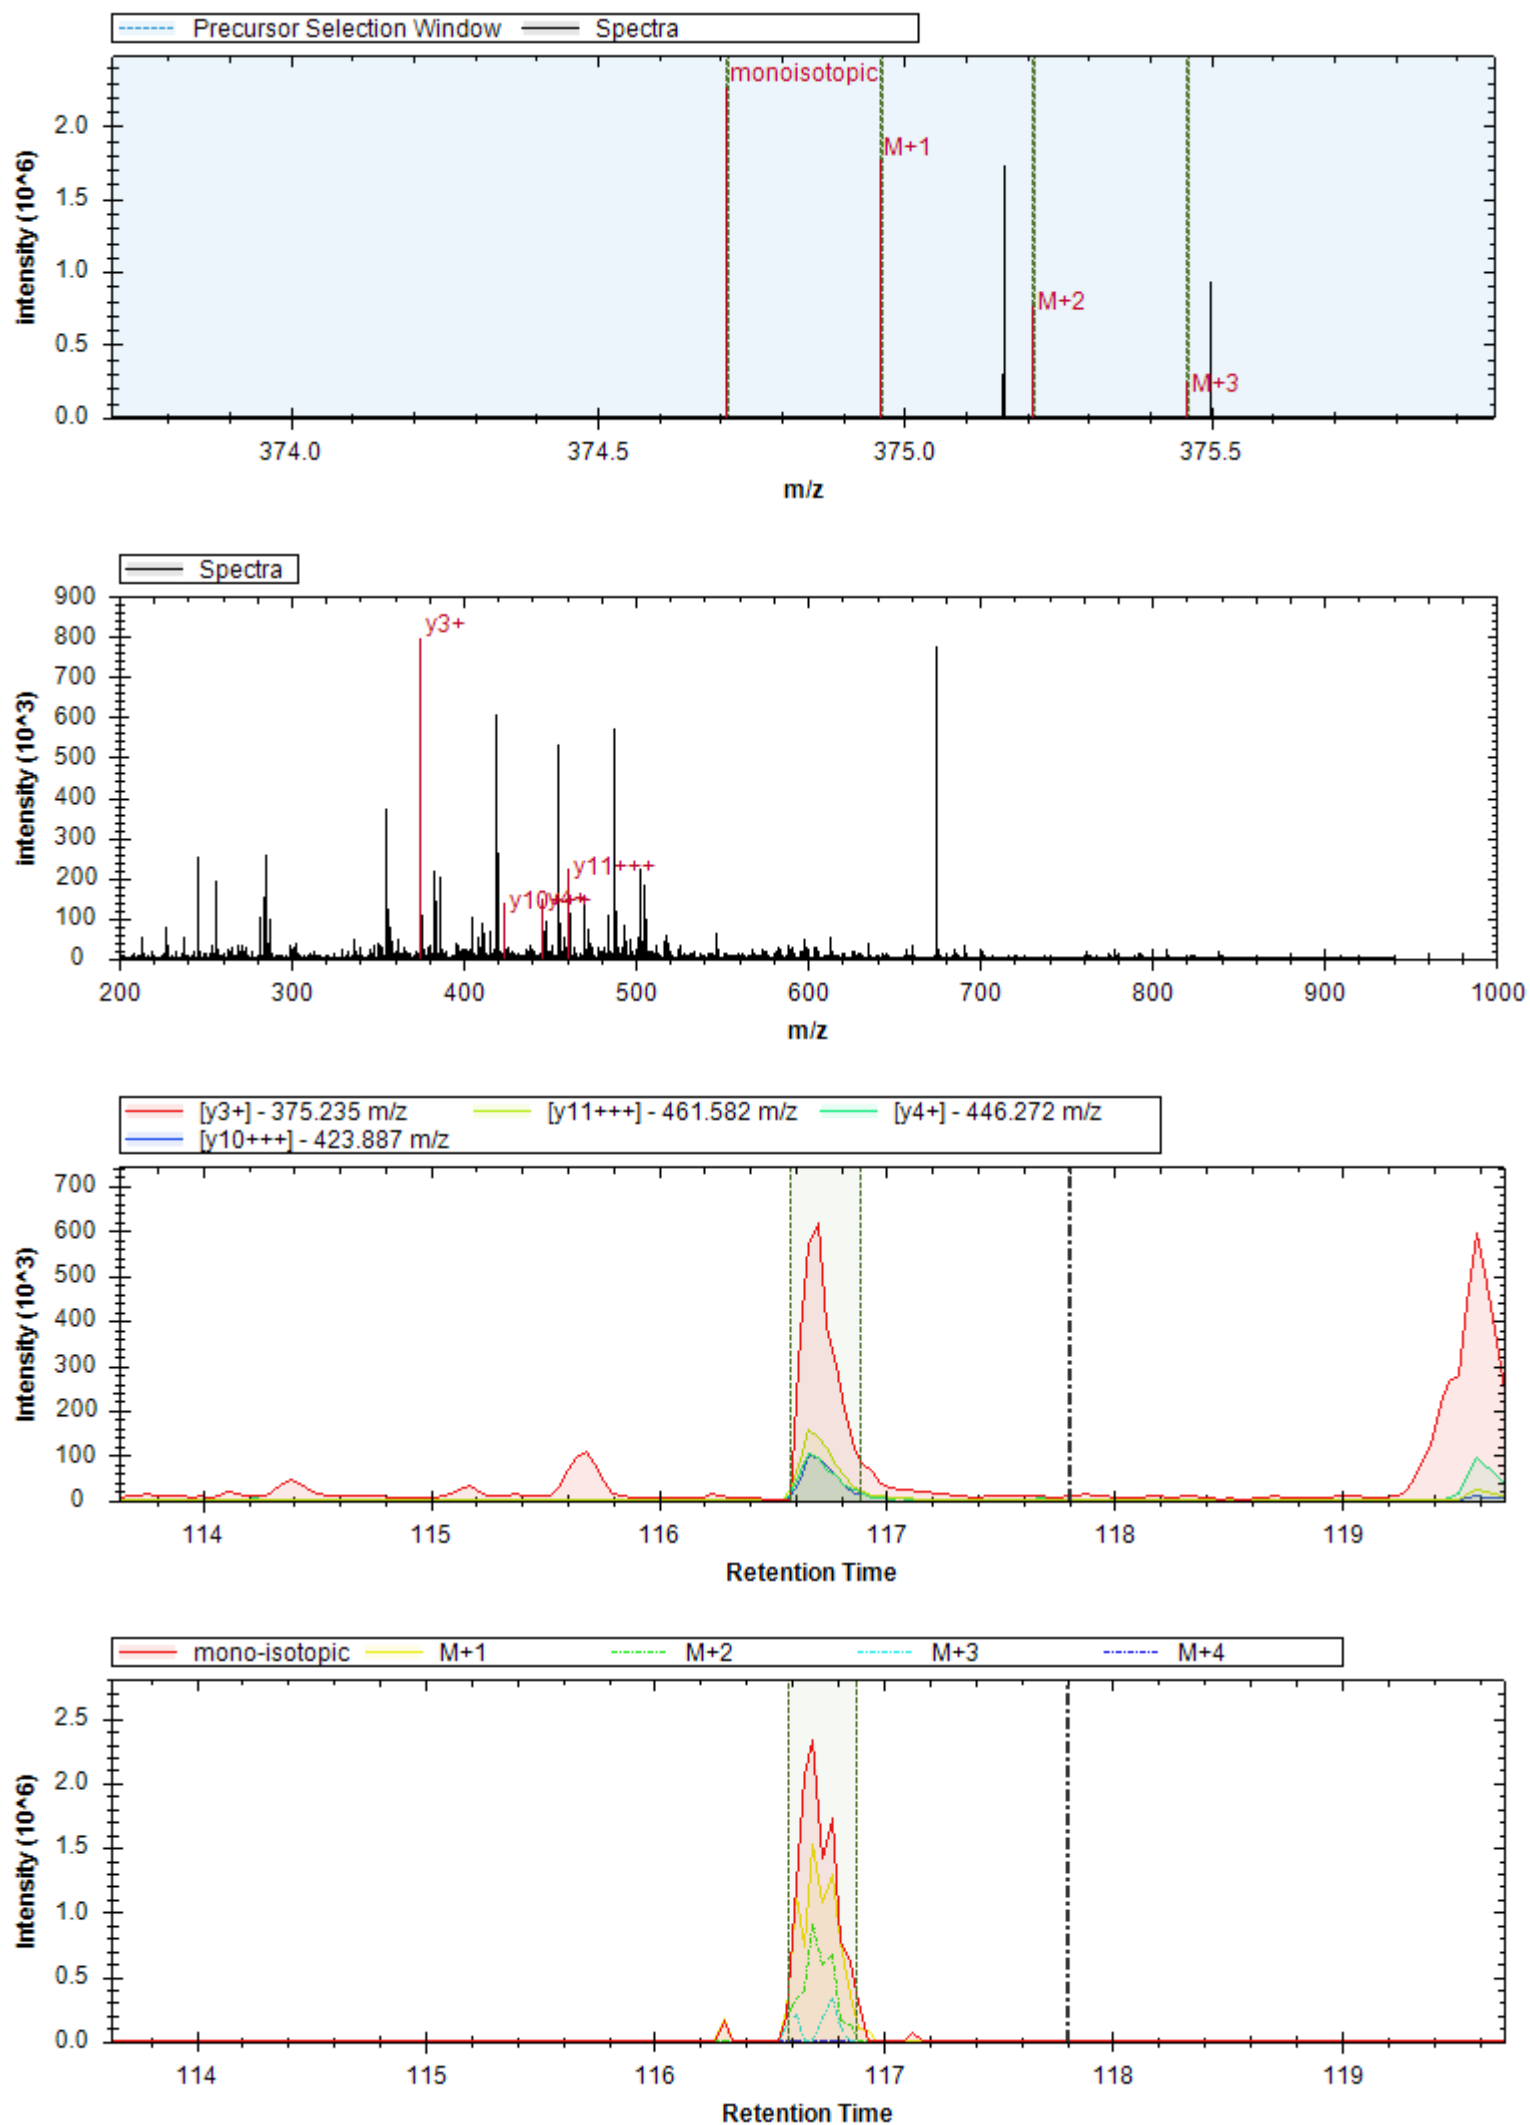 Precursor Selection Window Spectra
monoisotopic
M+1
M+2
M+3
2.0
1.5
1.0
0.5
0.0
intensity (10^6)
374.0 374.5 375.0 375.5
m/z
Spectra
900
800
700
600
500
400
300
200
100
0
intensity (10^3)
y3+
y11+++
200 300 400 500 600 700 800 900 1000
m/z
[y3+] - 375.235 m/z [y11+++] - 461.582 m/z [y4+] - 446.272 m/z
[y10+++] - 423.887 m/z
700
600
500
400
300
200
100
0
Intensity (10^3)
114 115 116 117 118 119
Retention Time
mono-isotopic M+1 M+2 M+3 M+4
2.5
2.0
1.5
1.0
0.5
0.0
Intensity (10^6)
114 115 116 117 118 119
Retention Time